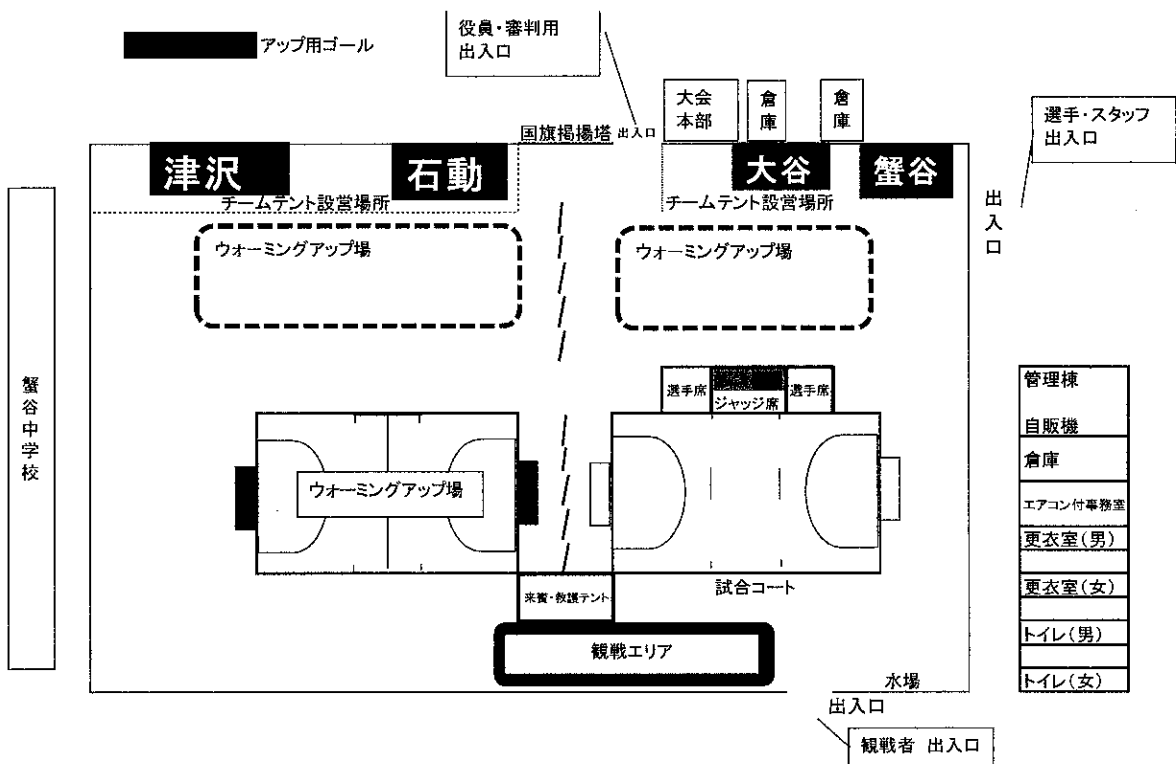 アップ用ゴール
役員・審判用
出入口
大会
本部
倉庫
倉庫
選手・スタッフ
出入口
国旗掲揚塔
出入口
津沢
石動
大谷
蟹谷
チームテント設営場所
チームテント設営場所
出入口
ウォーミングアップ場
ウォーミングアップ場
蟹谷中学校
選手席
ジャッジ席
選手席
管理棟
自販機
倉庫
エアコン付事務室
更衣室(男)
更衣室(女)
トイレ(男)
トイレ(女)
ウォーミングアップ場
試合コート
来賓・救護テント
観戦エリア
水場
出入口
観戦者 出入口